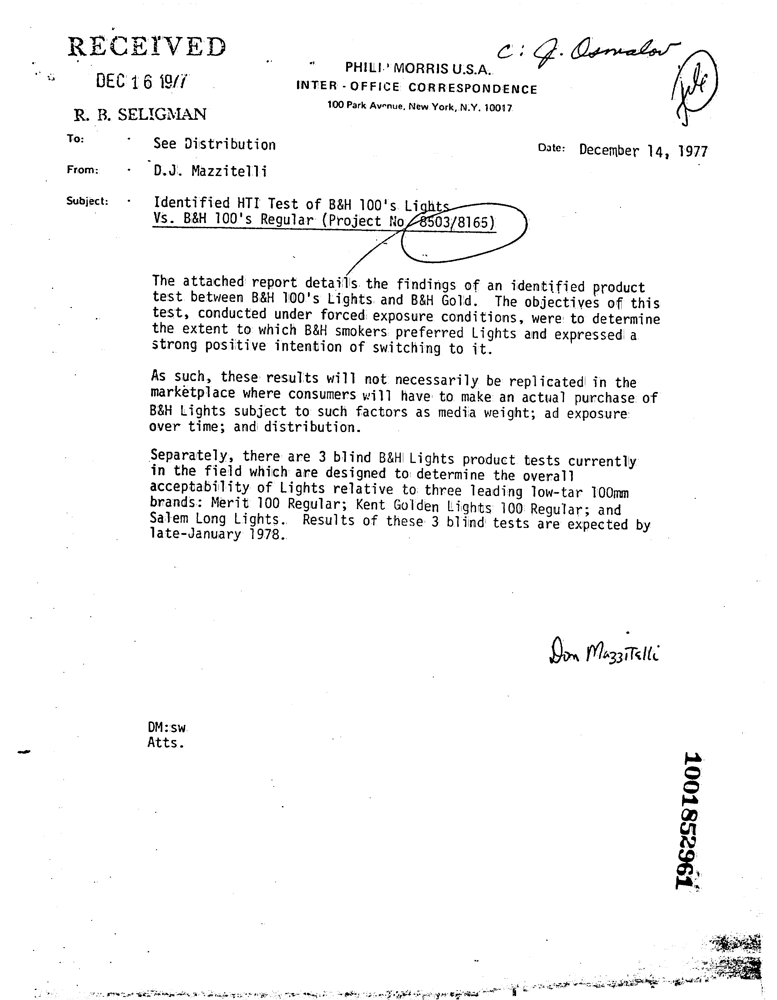 RECEIVED
C: J. Osmalov
DEC 16 1977
PHILIP MORRIS U.S.A.
INTER - OFFICE CORRESPONDENCE
100 Park Avenue, New York, N.Y. 10017
R. B. SELIGMAN
To: See Distribution
Date: December 14, 1977
From: D.J. Mazzitelli
Subject: Identified HTI Test of B&H 100's Lights
Vs. B&H 100's Regular (Project No. 8503/8165)
The attached report details the findings of an identified product
test between B&H 100's Lights and B&H Gold. The objectives of this
test, conducted under forced exposure conditions, were to determine
the extent to which B&H smokers preferred Lights and expressed a
strong positive intention of switching to it.
As such, these results will not necessarily be replicated in the
marketplace where consumers will have to make an actual purchase of
B&H Lights subject to such factors as media weight; ad exposure
over time; and distribution.
Separately, there are 3 blind B&H Lights product tests currently
in the field which are designed to determine the overall
acceptability of Lights relative to three leading low-tar 100mm
brands: Merit 100 Regular; Kent Golden Lights 100 Regular; and
Salem Long Lights. Results of these 3 blind tests are expected by
late-January 1978.
Don Mazzitelli
DM:sw
Atts.
1001852961